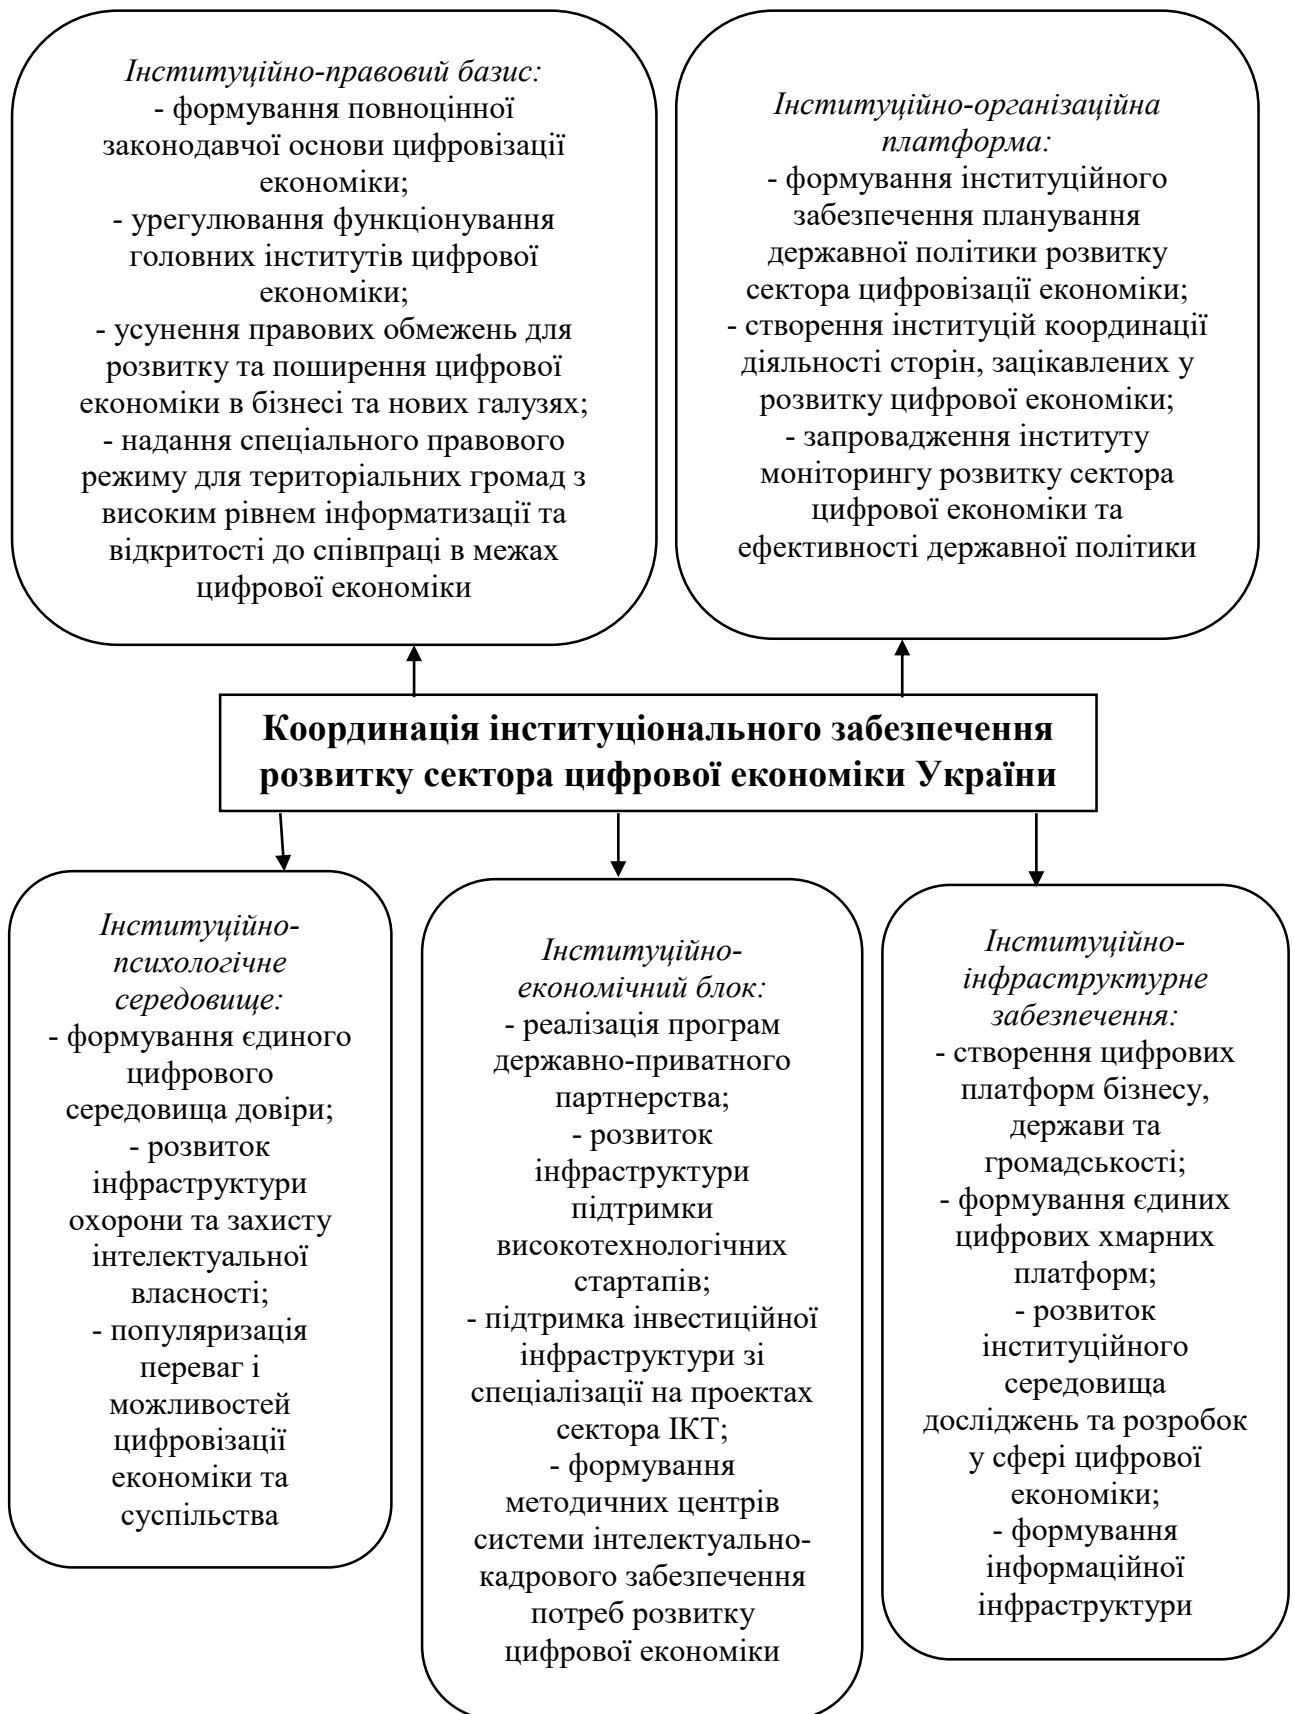 Інституційно-правовий базис:
- формування повноцінної
законодавчої основи цифровізації
економіки;
- урегулювання функціонування
головних інститутів цифрової
економіки;
- усунення правових обмежень для
розвитку та поширення цифрової
економіки в бізнесі та нових галузях;
- надання спеціального правового
режиму для територіальних громад з
високим рівнем інформатизації та
відкритості до співпраці в межах
цифрової економіки
Інституційно-організаційна
платформа:
- формування інституційного
забезпечення планування
державної політики розвитку
сектора цифровізації економіки;
- створення інституцій координації
діяльності сторін, зацікавлених у
розвитку цифрової економіки;
- запровадження інституту
моніторингу розвитку сектора
цифрової економіки та
ефективності державної політики
Координація інституціонального забезпечення
розвитку сектора цифрової економіки України
Інституційно-
психологічне
середовище:
- формування єдиного
цифрового
середовища довіри;
- розвиток
інфраструктури
охорони та захисту
інтелектуальної
власності;
- популяризація
переваг і
можливостей
цифровізації
економіки та
суспільства
Інституційно-
економічний блок:
- реалізація програм
державно-приватного
партнерства;
- розвиток
інфраструктури
підтримки
високотехнологічних
стартапів;
- підтримка інвестиційної
інфраструктури зі
спеціалізації на проектах
сектора ІКТ;
- формування
методичних центрів
системи інтелектуально-
кадрового забезпечення
потреб розвитку
цифрової економіки
Інституційно-
інфраструктурне
забезпечення:
- створення цифрових
платформ бізнесу,
держави та
громадськості;
- формування єдиних
цифрових хмарних
платформ;
- розвиток
інституційного
середовища
досліджень та розробок
у сфері цифрової
економіки;
- формування
інформаційної
інфраструктури